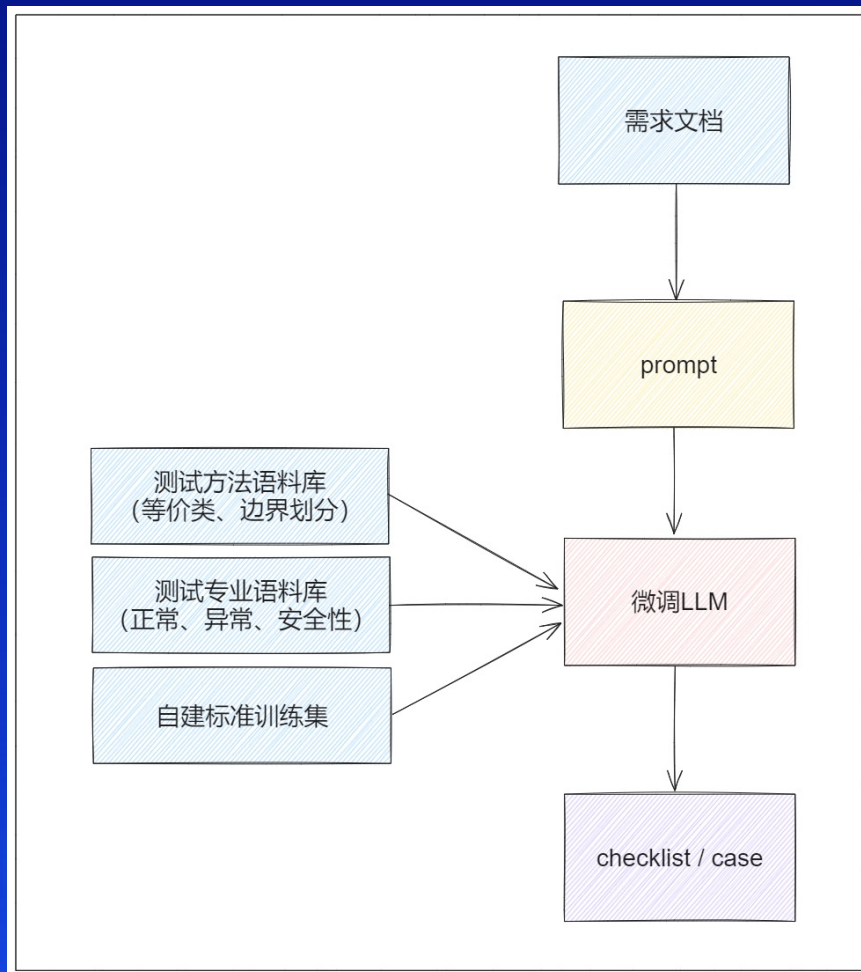 需求文档
prompt
测试方法语料库
（等价类、边界划分）
测试专业语料库
（正常、异常、安全性）
微调LLM
自建标准训练集
checklist / case